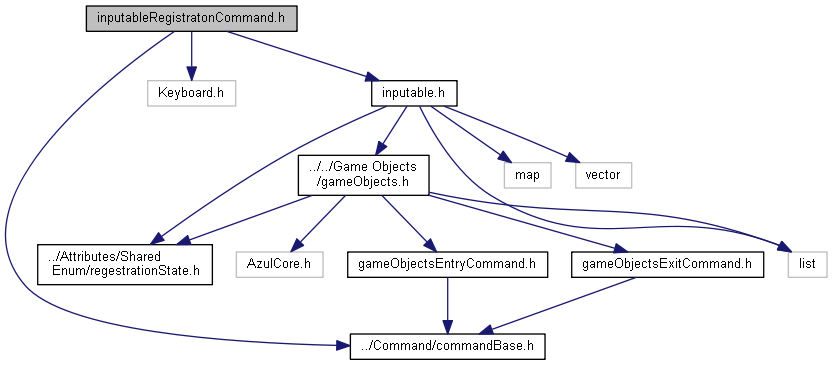 inputableRegistratonCommand.h
Keyboard.h
inputable.h
../../Game Objects
/gameObjects.h
map
vector
../Attributes/Shared
Enum/regestrationState.h
AzulCore.h
gameObjectsEntryCommand.h
gameObjectsExitCommand.h
list
../Command/commandBase.h